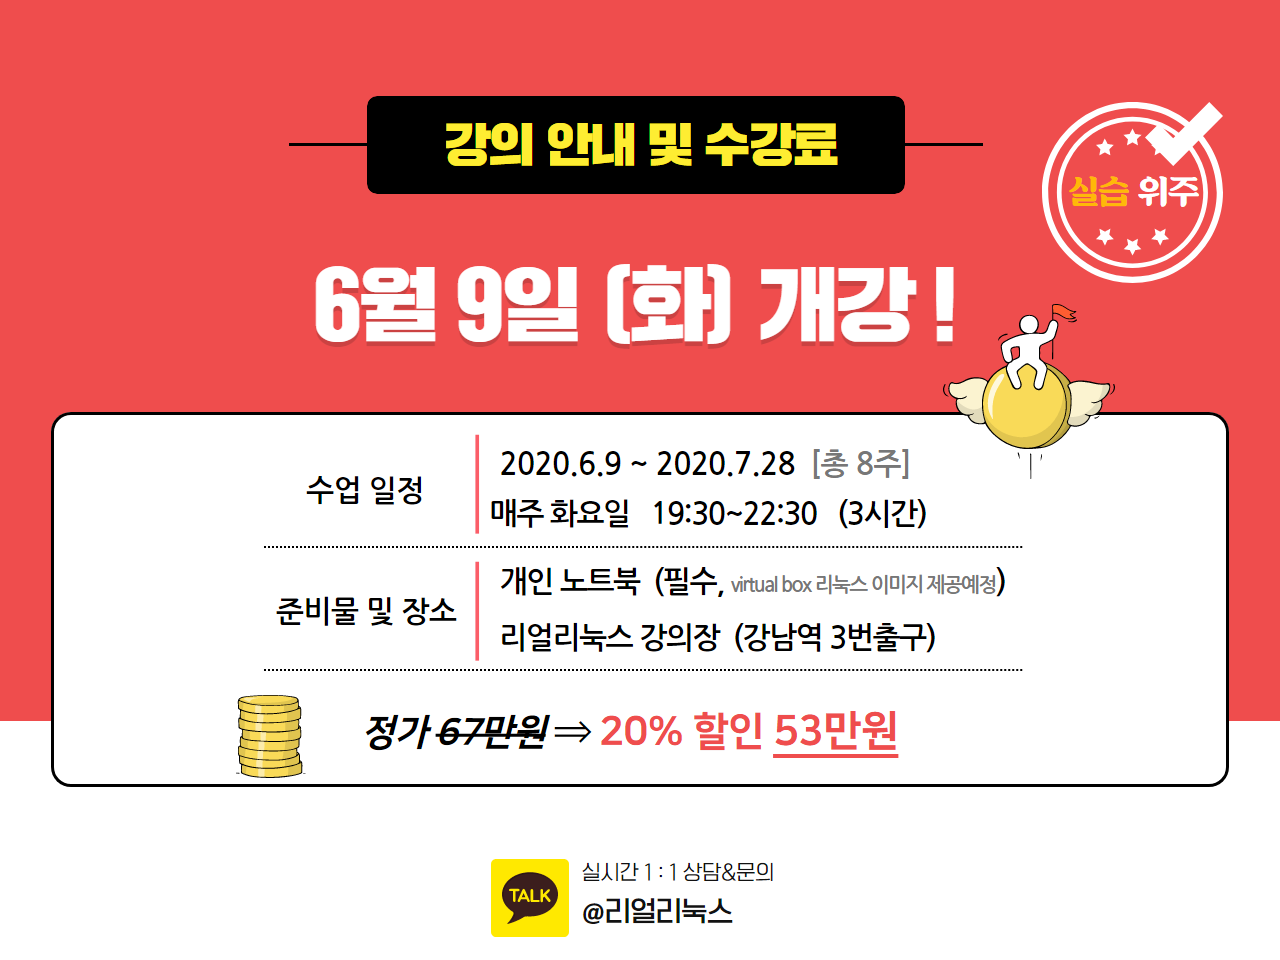 강의 안내 및 수강료
실습 위주
6월 9일 (화) 개강 !
수업 일정
2020.6.9 ~ 2020.7.28 [총 8주]
매주 화요일 19:30~22:30 (3시간)
준비물 및 장소
개인 노트북 (필수, virtual box 리눅스 이미지 제공예정)
리얼리눅스 강의장 (강남역 3번출구)
정가 67만원 ⇒ 20% 할인 53만원
TALK
실시간 1 : 1 상담&문의
@리얼리눅스